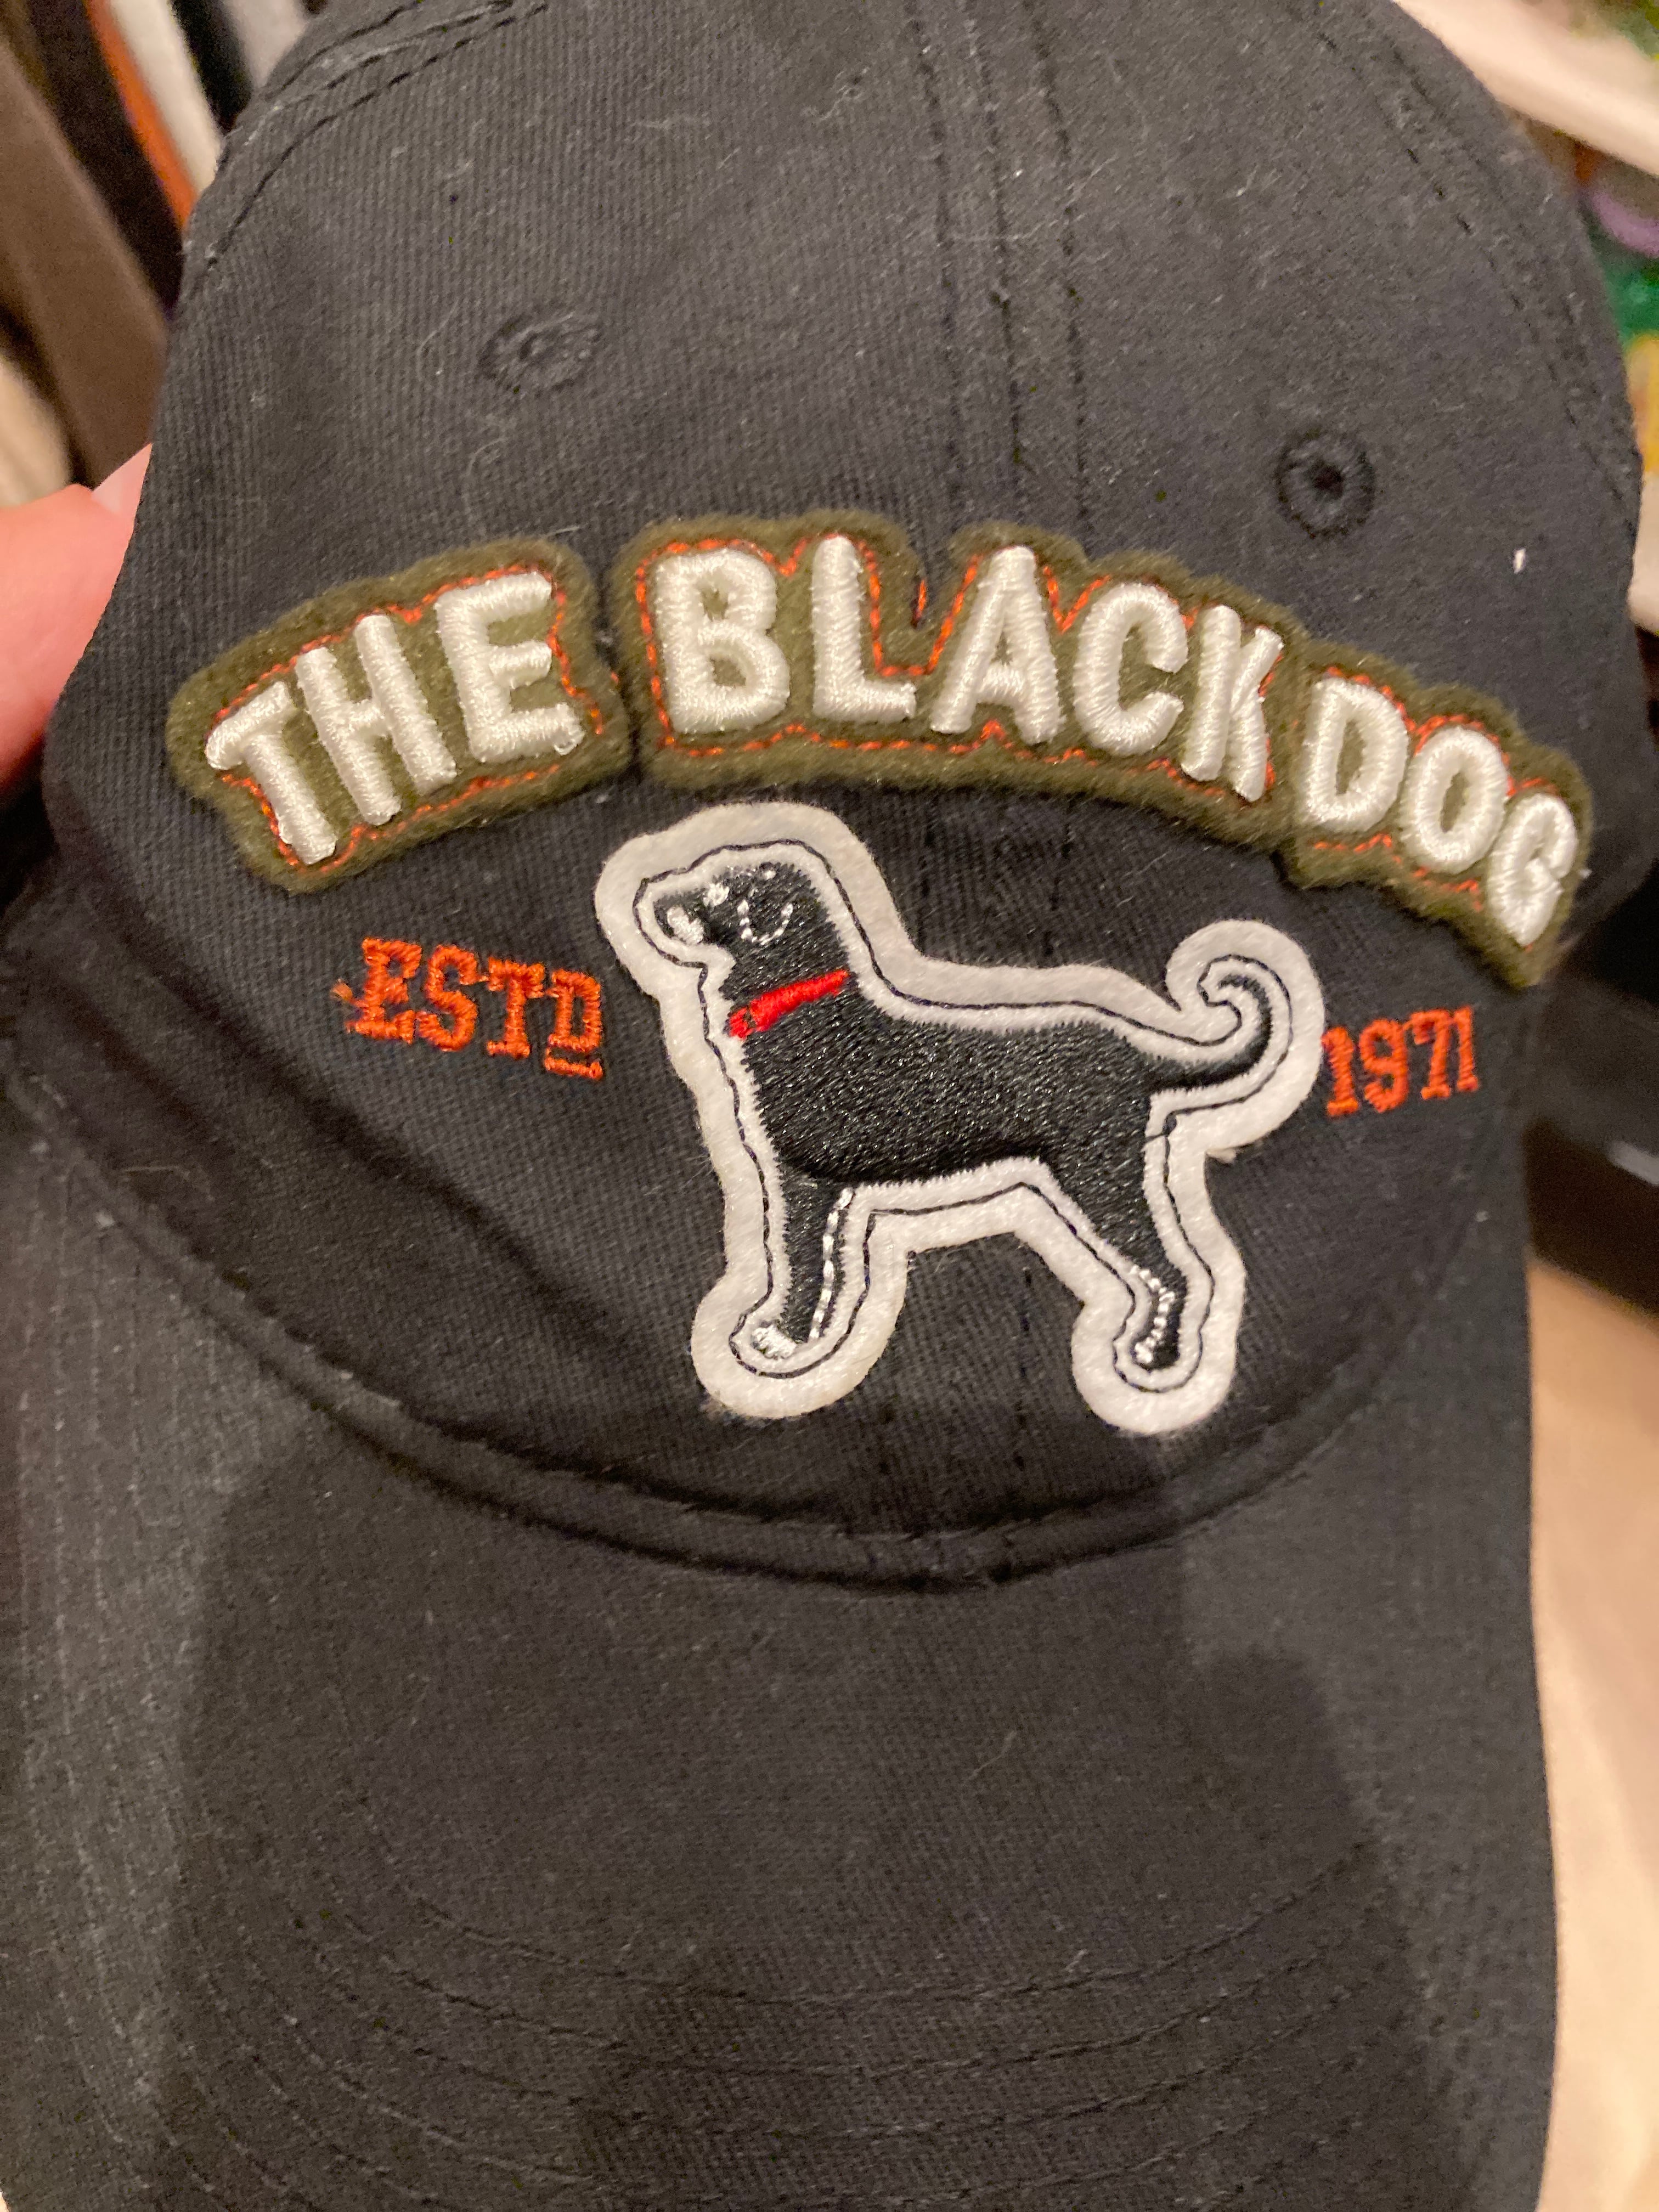 THE BLACK DOG
ESTD 1971